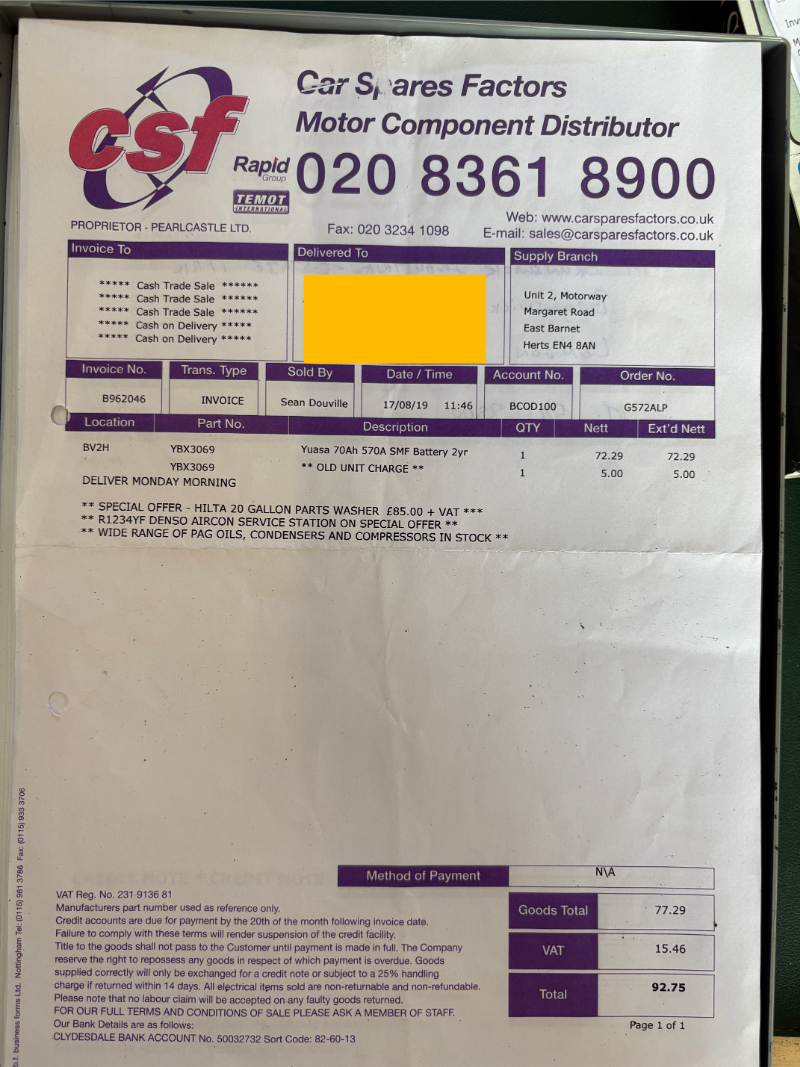 csf
Rapid
Group
TEMOT
INTERNATIONAL
PROPRIETOR - PEARLCASTLE LTD.
Car Spares Factors
Motor Component Distributor
020 8361 8900
Fax: 020 3234 1098
Web: www.carsparesfactors.co.uk
E-mail: sales@carsparesfactors.co.uk
Invoice To
***** Cash Trade Sale ******
***** Cash Trade Sale ******
***** Cash Trade Sale ******
***** Cash on Delivery *****
***** Cash on Delivery *****
Delivered To
Supply Branch
Unit 2, Motorway
Margaret Road
East Barnet
Herts EN4 8AN
Invoice No. Trans. Type Sold By Date / Time Account No. Order No.
B962046 INVOICE Sean Douville 17/08/19 11:46 BCOD100 G572ALP
Location Part No. Description QTY Nett Ext'd Nett
BV2H YBX3069 Yuasa 70Ah 570A SMF Battery 2yr 1 72.29 72.29
YBX3069 ** OLD UNIT CHARGE ** 1 5.00 5.00
DELIVER MONDAY MORNING
** SPECIAL OFFER - HILTA 20 GALLON PARTS WASHER £85.00 + VAT ***
** R1234YF DENSO AIRCON SERVICE STATION ON SPECIAL OFFER **
** WIDE RANGE OF PAG OILS, CONDENSERS AND COMPRESSORS IN STOCK **
Method of Payment N\A
VAT Reg. No. 231 9136 81
Manufacturers part number used as reference only.
Credit accounts are due for payment by the 20th of the month following invoice date.
Failure to comply with these terms will render suspension of the credit facility.
Title to the goods shall not pass to the Customer until payment is made in full. The Company
reserve the right to repossess any goods in respect of which payment is overdue. Goods
supplied correctly will only be exchanged for a credit note or subject to a 25% handling
charge if returned within 14 days. All electrical items sold are non-returnable and non-refundable.
Please note that no labour claim will be accepted on any faulty goods returned.
FOR OUR FULL TERMS AND CONDITIONS OF SALE PLEASE ASK A MEMBER OF STAFF.
Our Bank Details are as follows:
CLYDESDALE BANK ACCOUNT No. 50032732 Sort Code: 82-60-13
Goods Total 77.29
VAT 15.46
Total 92.75
Page 1 of 1
b.f. business forms Ltd. Nottingham Tel: (0115) 981 3786 Fax: (0115) 933 3706